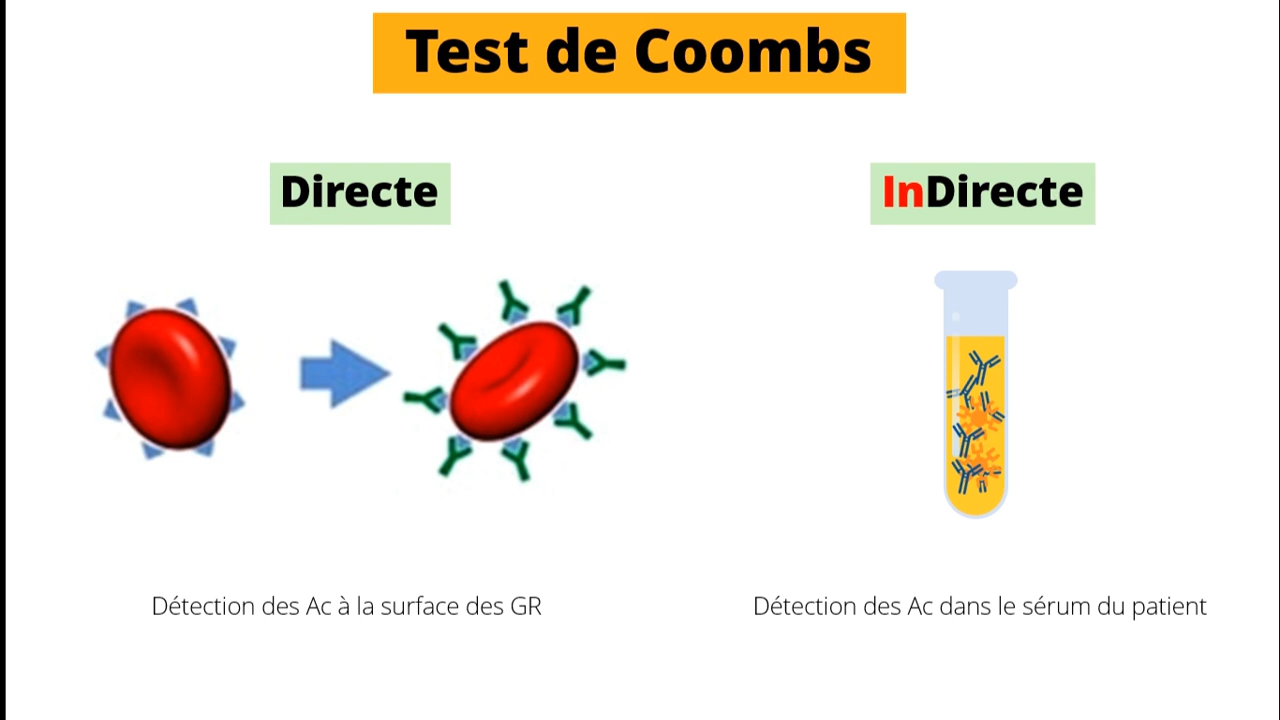 Test de Coombs
Directe
InDirecte
Détection des Ac à la surface des GR
Détection des Ac dans le sérum du patient